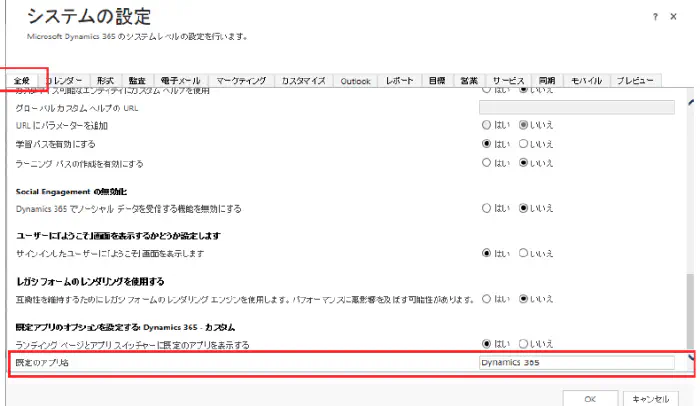 システムの設定
? X
Microsoft Dynamics 365 のシステムレベルの設定を行います。
全般 カレンダー 形式 監査 電子メール マーケティング カスタマイズ Outlook レポート 目標 営業 サービス 同期 モバイル プレビュー
カスタマイズ可能なエンティティにカスタム ヘルプを使用 はい いいえ
グローバル カスタム ヘルプの URL
URL にパラメーターを追加 はい いいえ
学習パスを有効にする はい いいえ
ラーニング パスの作成を有効にする はい いいえ
Social Engagement の無効化
Dynamics 365 でソーシャル データを受信する機能を無効にする はい いいえ
ユーザーに「ようこそ」画面を表示するかどうか設定します
サインインしたユーザーに「ようこそ」画面を表示します はい いいえ
レガシ フォームのレンダリングを使用する
互換性を維持するためにレガシ フォームのレンダリング エンジンを使用します。パフォーマンスに悪影響を及ぼす可能性があります。 はい いいえ
既定アプリのオプションを設定する: Dynamics 365 - カスタム
ランディング ページとアプリ スイッチャーに既定のアプリを表示する はい いいえ
既定のアプリ名 Dynamics 365
OK キャンセル